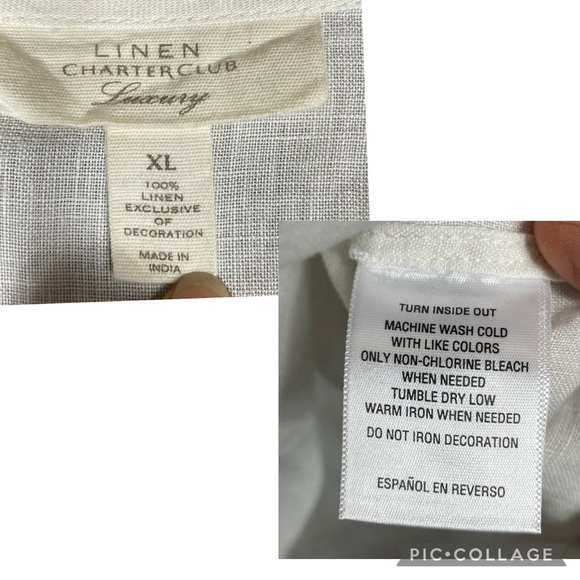 LINEN
CHARTER CLUB
Luxury
XL
100%
LINEN
EXCLUSIVE
OF
DECORATION
MADE IN
INDIA
TURN INSIDE OUT
MACHINE WASH COLD
WITH LIKE COLORS
ONLY NON-CHLORINE BLEACH
WHEN NEEDED
TUMBLE DRY LOW
WARM IRON WHEN NEEDED
DO NOT IRON DECORATION
ESPAÑOL EN REVERSO
PIC•COLLAGE